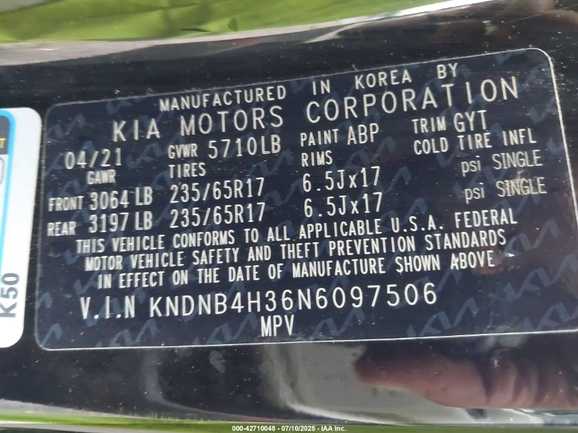 MANUFACTURED IN KOREA BY
KIA MOTORS CORPORATION
04/21 GVWR 5710LB PAINT ABP TRIM GYT
GAWR TIRES RIMS COLD TIRE INFL
FRONT 3064 LB 235/65R17 6.5Jx17 psi SINGLE
REAR 3197 LB 235/65R17 6.5Jx17 psi SINGLE
THIS VEHICLE CONFORMS TO ALL APPLICABLE U.S.A. FEDERAL
MOTOR VEHICLE SAFETY AND THEFT PREVENTION STANDARDS
IN EFFECT ON THE DATE OF MANUFACTURE SHOWN ABOVE
V.I.N KNDNB4H36N6097506
MPV
K50
000-42710048 - 07/10/2025 - IAA Inc.